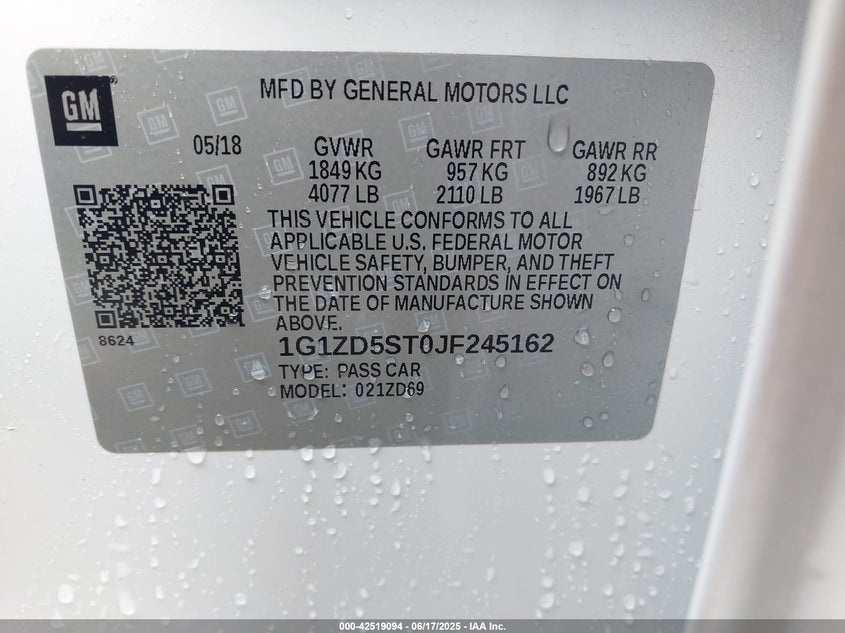 GM
MFD BY GENERAL MOTORS LLC
05/18 GVWR GAWR FRT GAWR RR
1849 KG 957 KG 892 KG
4077 LB 2110 LB 1967 LB
THIS VEHICLE CONFORMS TO ALL
APPLICABLE U.S. FEDERAL MOTOR
VEHICLE SAFETY, BUMPER, AND THEFT
PREVENTION STANDARDS IN EFFECT ON
THE DATE OF MANUFACTURE SHOWN
ABOVE.
8624
1G1ZD5ST0JF245162
TYPE: PASS CAR
MODEL: 021ZD69
000-42519094 - 06/17/2025 - IAA Inc.